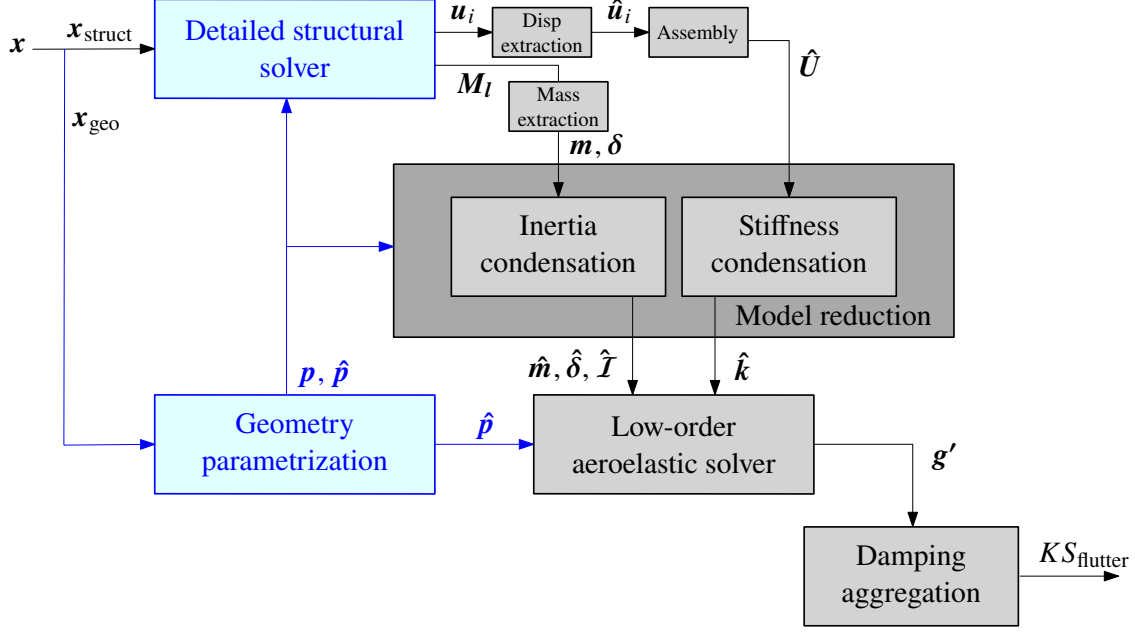 x
x_struct
x_geo
Detailed structural
solver
u_i
Disp
extraction
û_i
Assembly
Û
M_l
Mass
extraction
m, δ
Inertia
condensation
Stiffness
condensation
Model reduction
p, p̂
m̂, δ̂, Î
k̂
Geometry
parametrization
p̂
Low-order
aeroelastic solver
g′
Damping
aggregation
KS_flutter